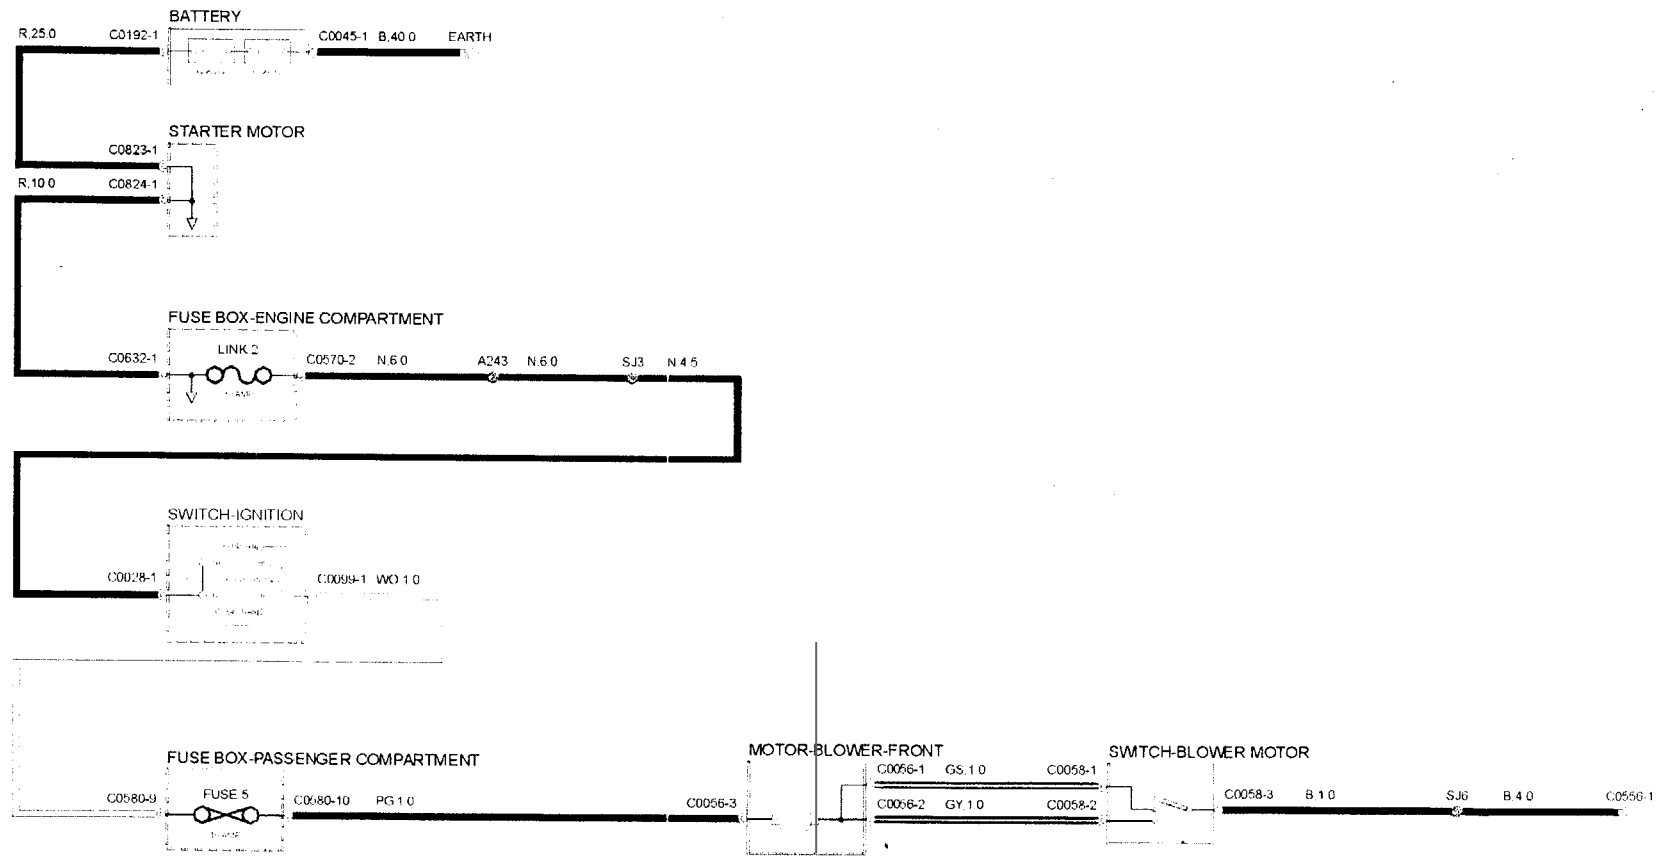 BATTERY
R,25.0 C0192-1 C0045-1 B,40.0 EARTH
STARTER MOTOR
C0823-1
R,10.0 C0824-1
FUSE BOX-ENGINE COMPARTMENT
LINK 2
C0632-1 C0570-2 N,6.0 A243 N,6.0 SJ3 N,4.5
SWITCH-IGNITION
C0028-1 C0099-1 WO,1.0
FUSE BOX-PASSENGER COMPARTMENT MOTOR-BLOWER-FRONT SWITCH-BLOWER MOTOR
C0056-1 GS,1.0 C0058-1
C0580-9 FUSE 5 C0580-10 PG,1.0 C0056-3 C0056-2 GY,1.0 C0058-2 C0058-3 B,1.0 SJ6 B,4.0 C0556-1